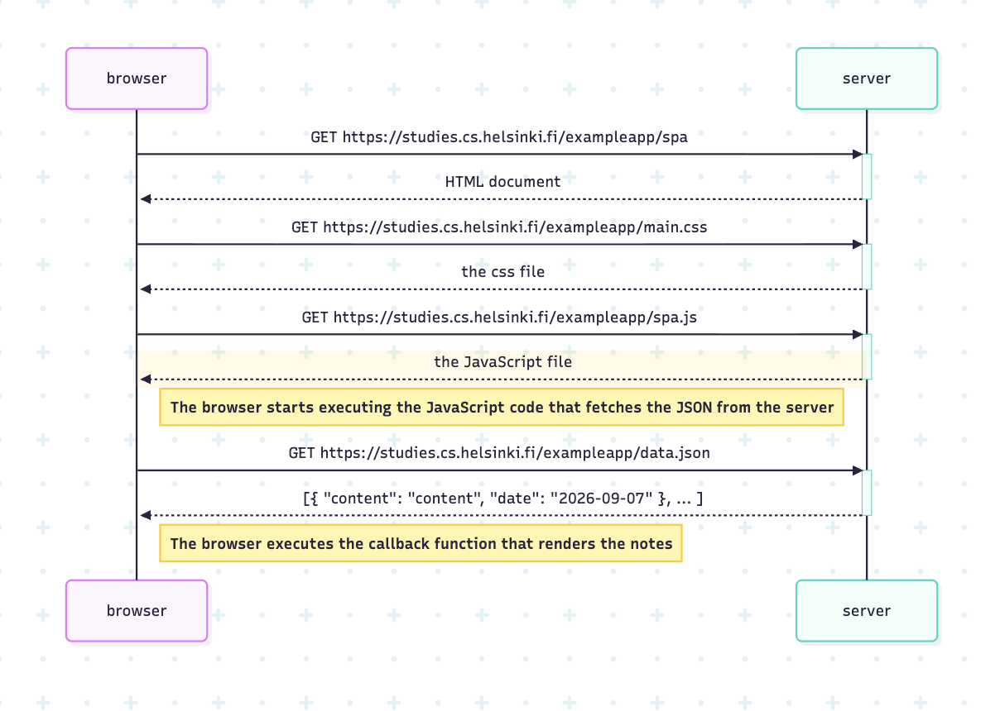 browser
server
GET https://studies.cs.helsinki.fi/exampleapp/spa
HTML document
GET https://studies.cs.helsinki.fi/exampleapp/main.css
the css file
GET https://studies.cs.helsinki.fi/exampleapp/spa.js
the JavaScript file
The browser starts executing the JavaScript code that fetches the JSON from the server
GET https://studies.cs.helsinki.fi/exampleapp/data.json
[{ "content": "content", "date": "2026-09-07" }, ... ]
The browser executes the callback function that renders the notes
browser
server